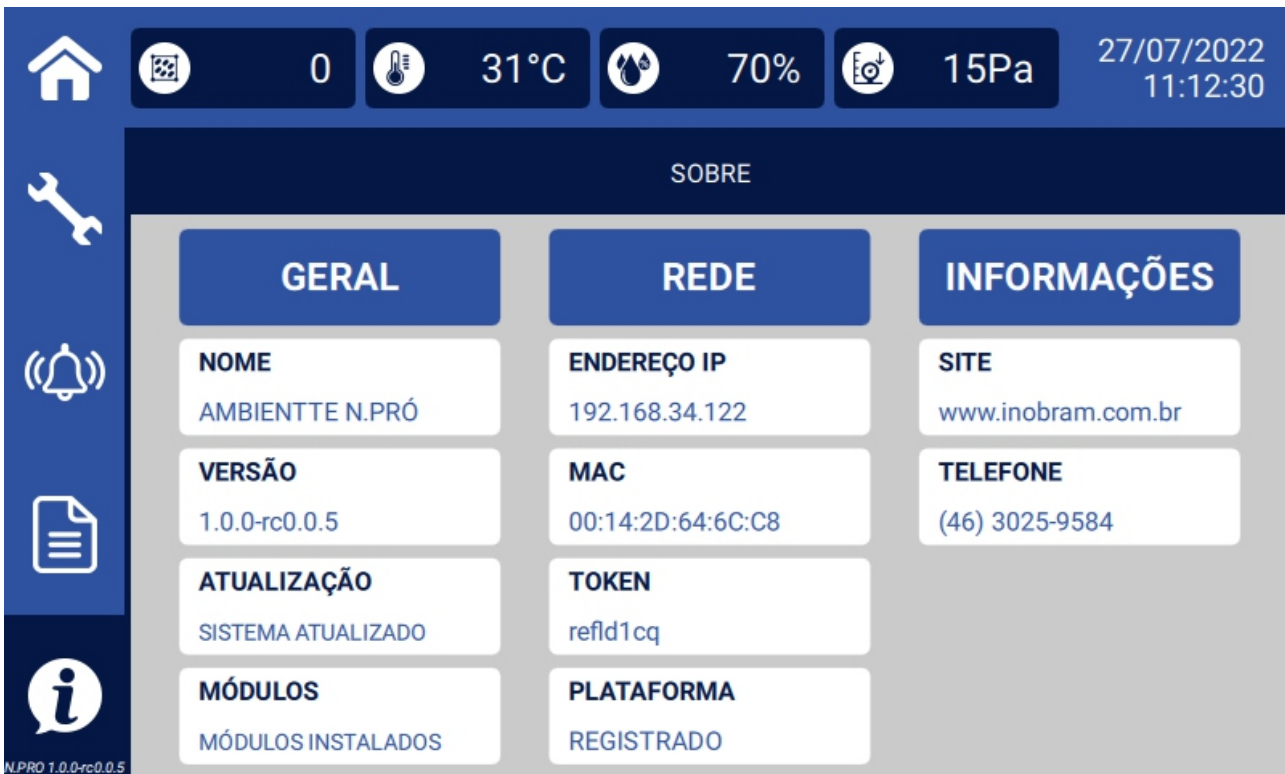 0
31°C
70%
15Pa
27/07/2022
11:12:30
SOBRE
GERAL
REDE
INFORMAÇÕES
NOME
AMBIENTTE N.PRÓ
ENDEREÇO IP
192.168.34.122
SITE
www.inobram.com.br
VERSÃO
1.0.0-rc0.0.5
MAC
00:14:2D:64:6C:C8
TELEFONE
(46) 3025-9584
ATUALIZAÇÃO
SISTEMA ATUALIZADO
TOKEN
refld1cq
MÓDULOS
MÓDULOS INSTALADOS
PLATAFORMA
REGISTRADO
N.PRO 1.0.0-rc0.0.5